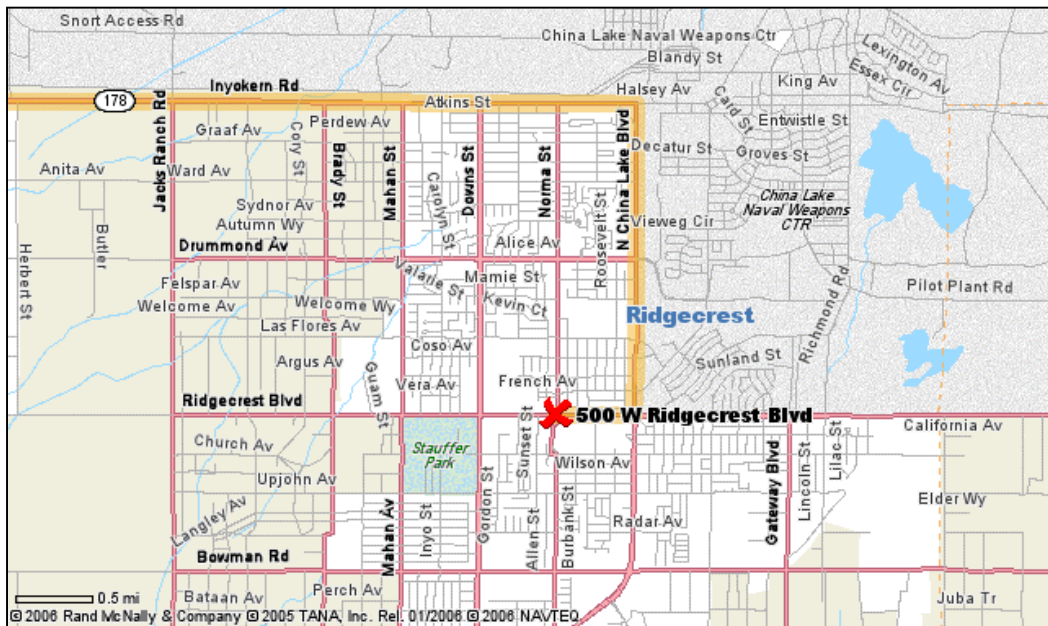 Snort Access Rd
China Lake Naval Weapons Ctr
Blandy St
Lexington Av
Essex Cir
King Av
Inyokern Rd
178
Atkins St
Halsey Av
Jacks Ranch Rd
Graaf Av
Cory St
Perdew Av
Brady St
Mahan St
Downs St
Norma St
N China Lake Blvd
Card St
Entwistle St
Decatur St
Groves St
Anita Av
Ward Av
Carolyn St
Roosevelt St
China Lake
Naval Weapons
CTR
Sydnor Av
Autumn Wy
Vieweg Cir
Herbert St
Butler
Drummond Av
Alice Av
Richmond Rd
Felspar Av
Valarie St
Mamie St
Kevin Ct
Pilot Plant Rd
Welcome Av
Welcome Wy
Las Flores Av
Ridgecrest
Coso Av
Argus Av
Guam St
Sunland St
Vera Av
French Av
Ridgecrest Blvd
500 W Ridgecrest Blvd
California Av
Church Av
Stauffer
Park
Sunset St
Wilson Av
Gateway Blvd
Lincoln St
Lilac St
Upjohn Av
Gordon St
Elder Wy
Langley Av
Inyo St
Allen St
Burbank St
Radar Av
Bowman Rd
Mahan Av
Bataan Av
Perch Av
Juba Tr
0.5 mi
© 2006 Rand McNally & Company © 2005 TANA, Inc. Rel. 01/2006 © 2006 NAVTEQ